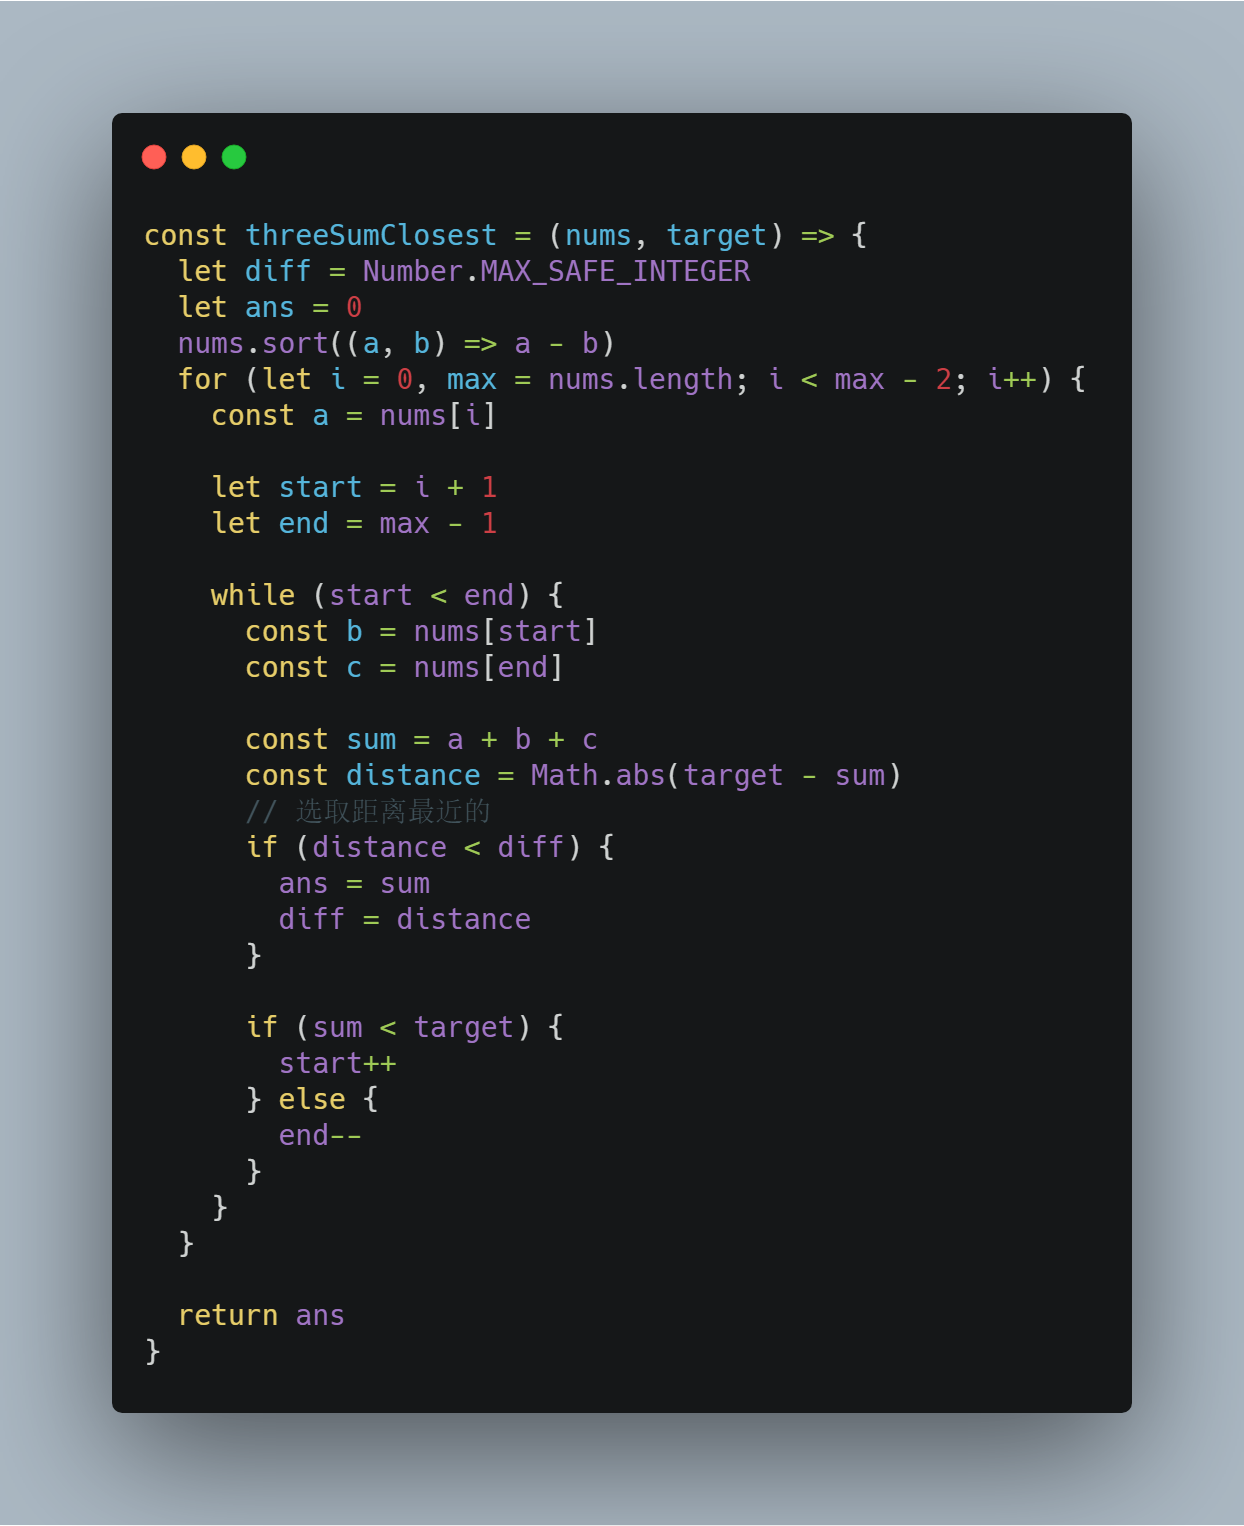 const threeSumClosest = (nums, target) => {
  let diff = Number.MAX_SAFE_INTEGER
  let ans = 0
  nums.sort((a, b) => a - b)
  for (let i = 0, max = nums.length; i < max - 2; i++) {
    const a = nums[i]

    let start = i + 1
    let end = max - 1

    while (start < end) {
      const b = nums[start]
      const c = nums[end]

      const sum = a + b + c
      const distance = Math.abs(target - sum)
      // 选取距离最近的
      if (distance < diff) {
        ans = sum
        diff = distance
      }

      if (sum < target) {
        start++
      } else {
        end--
      }
    }
  }

  return ans
}